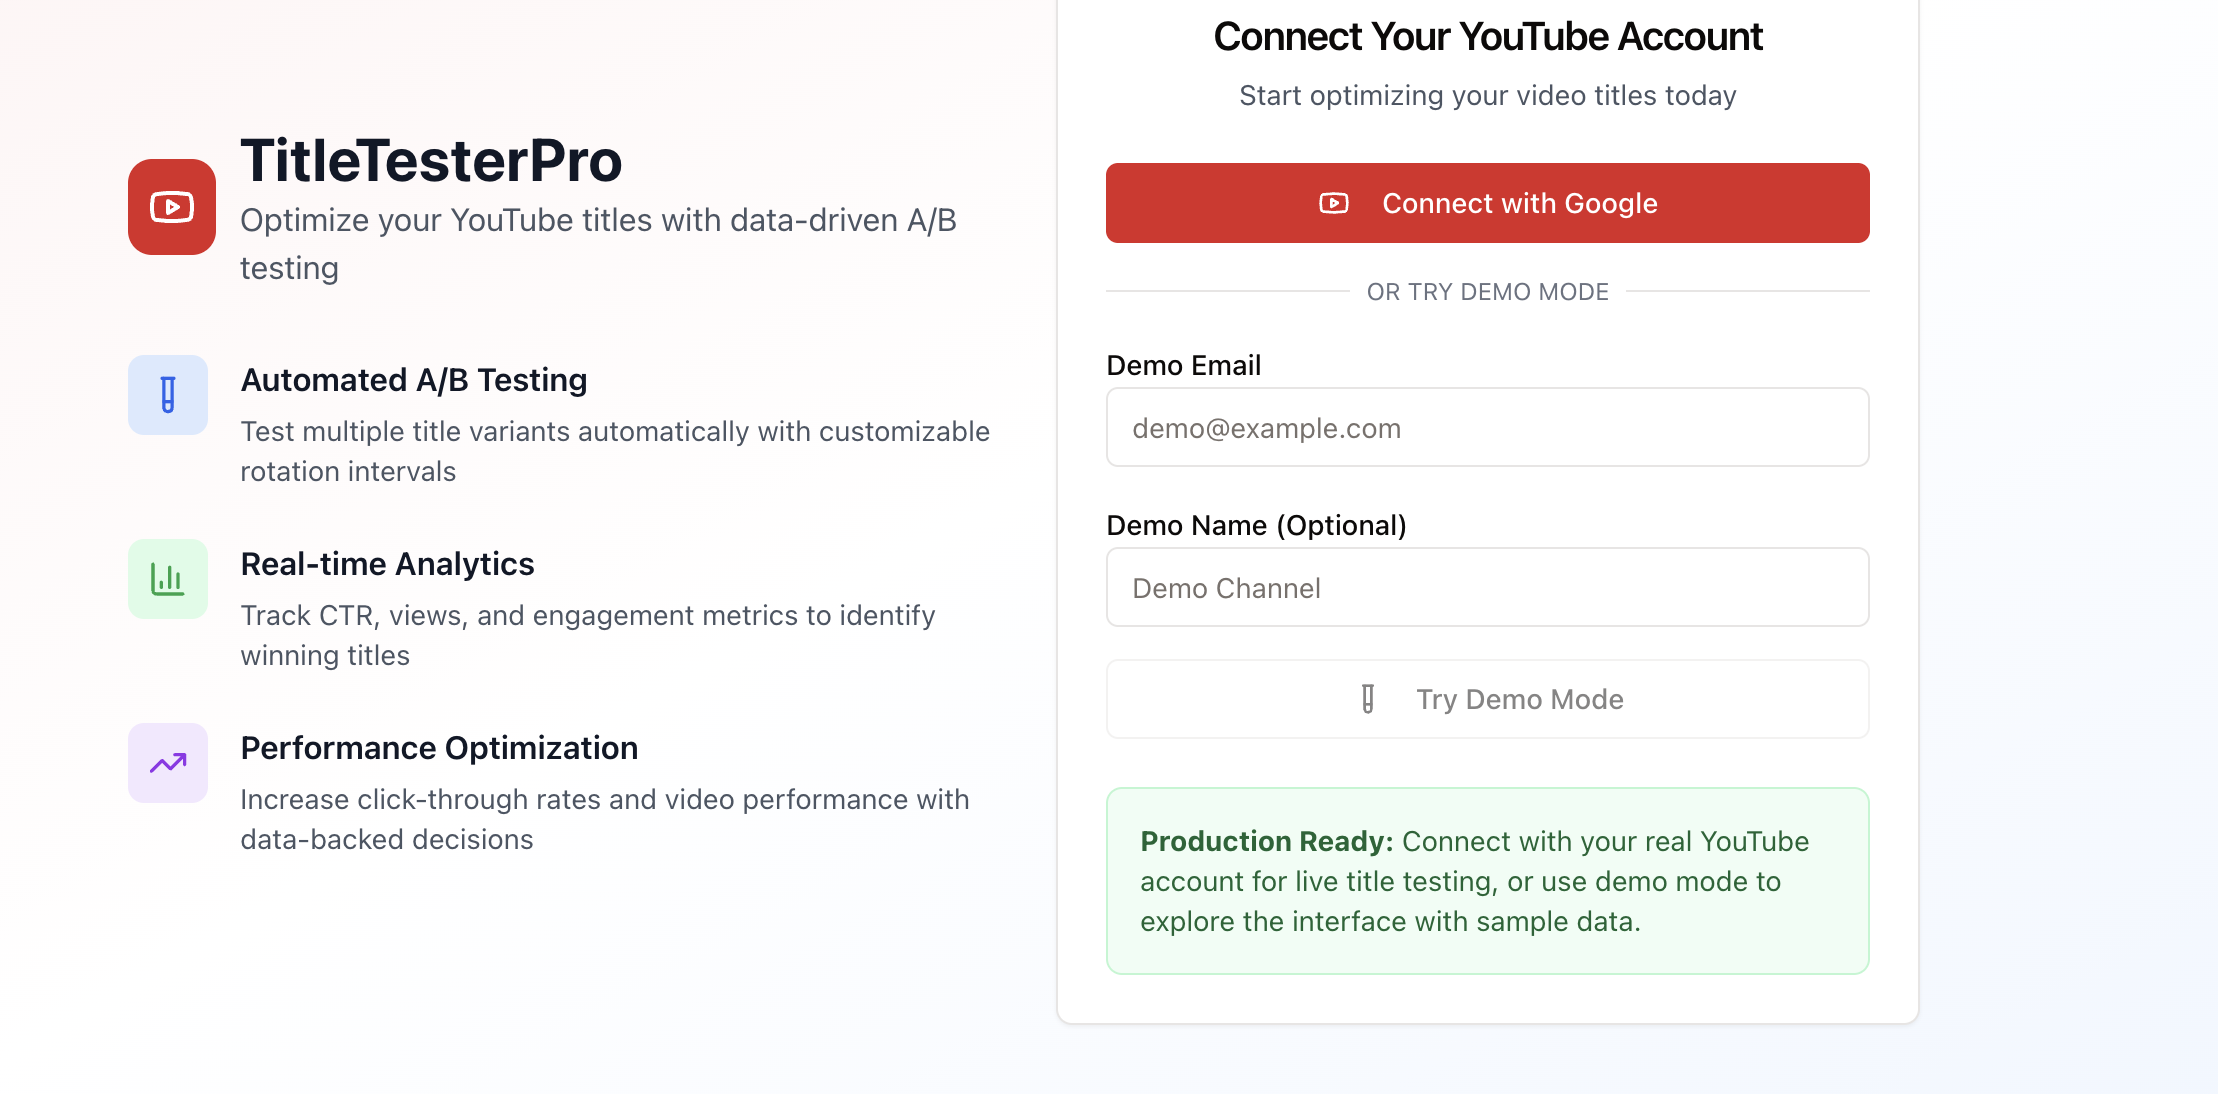 TitleTesterPro
Optimize your YouTube titles with data-driven A/B
testing
Automated A/B Testing
Test multiple title variants automatically with customizable
rotation intervals
Real-time Analytics
Track CTR, views, and engagement metrics to identify
winning titles
Performance Optimization
Increase click-through rates and video performance with
data-backed decisions
Connect Your YouTube Account
Start optimizing your video titles today
Connect with Google
OR TRY DEMO MODE
Demo Email
demo@example.com
Demo Name (Optional)
Demo Channel
Try Demo Mode
Production Ready: Connect with your real YouTube
account for live title testing, or use demo mode to
explore the interface with sample data.